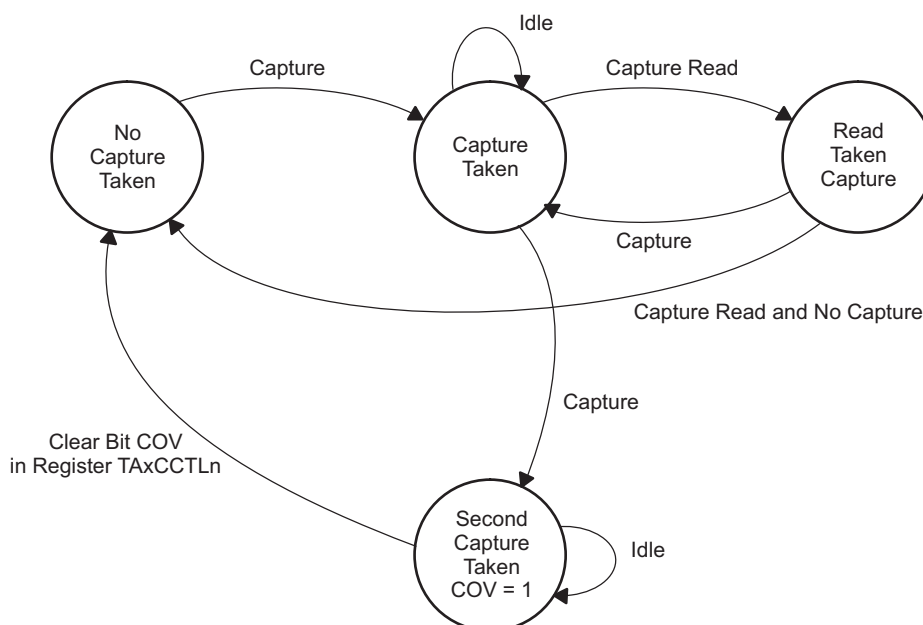 Idle
Capture
Capture Read
No
Capture
Taken
Capture
Taken
Read
Taken
Capture
Capture
Capture Read and No Capture
Capture
Clear Bit COV
in Register TAxCCTLn
Second
Capture
Taken
COV = 1
Idle